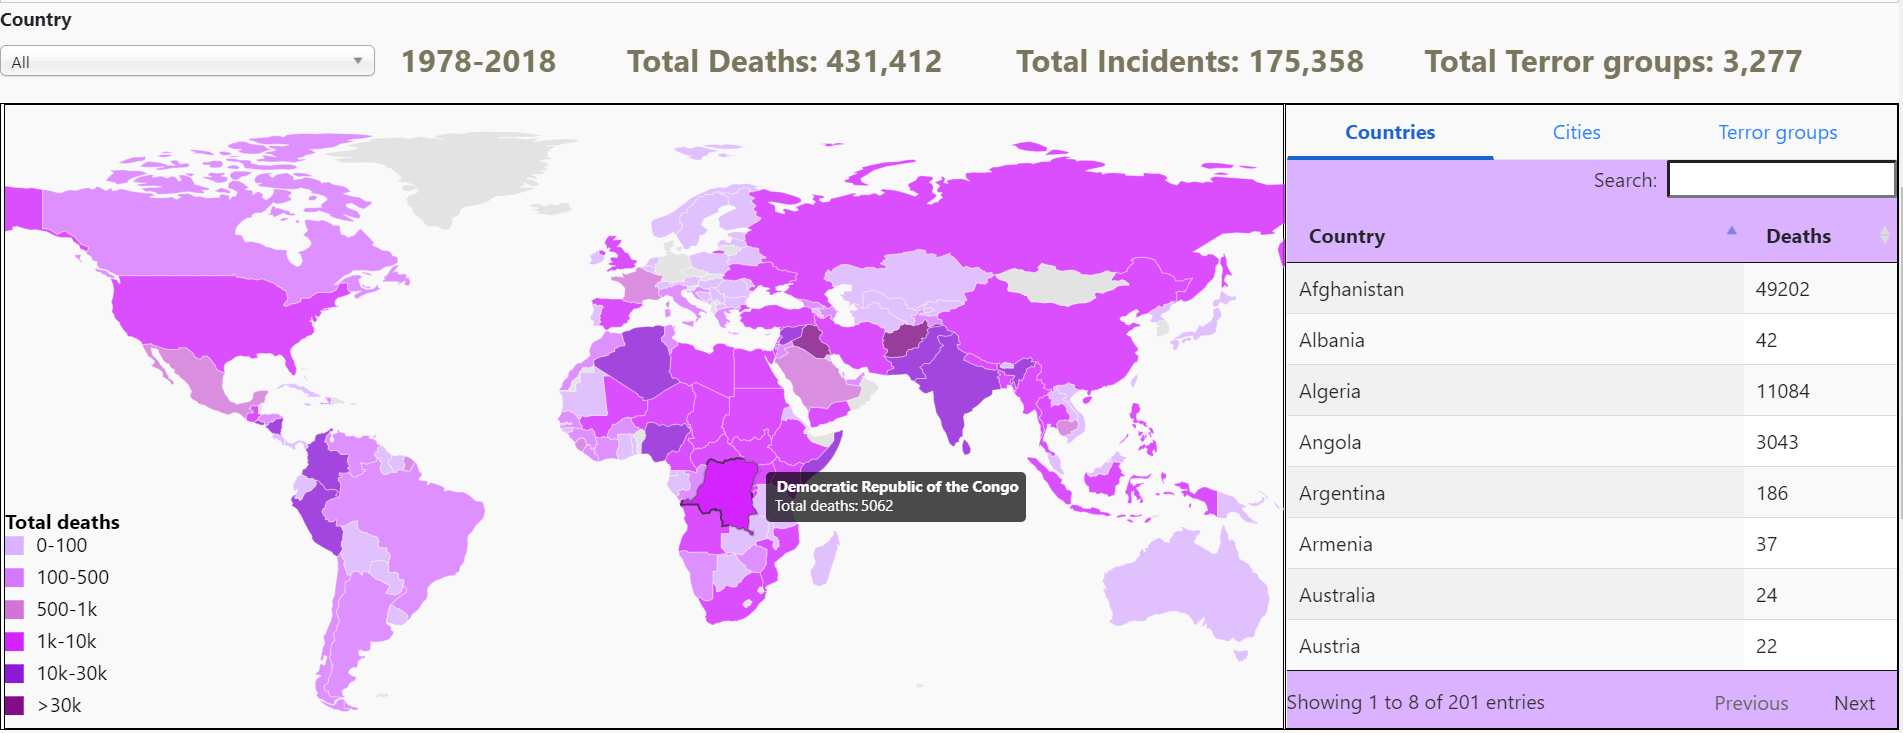 Country
All
1978-2018 Total Deaths: 431,412 Total Incidents: 175,358 Total Terror groups: 3,277
Democratic Republic of the Congo
Total deaths: 5062
Total deaths
0-100
100-500
500-1k
1k-10k
10k-30k
>30k
Countries Cities Terror groups
Search:
Country Deaths
Afghanistan 49202
Albania 42
Algeria 11084
Angola 3043
Argentina 186
Armenia 37
Australia 24
Austria 22
Showing 1 to 8 of 201 entries Previous Next